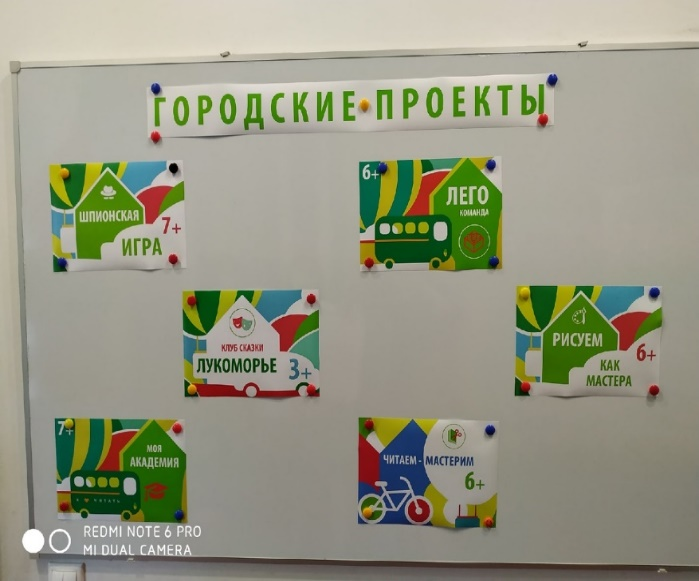 ГОРОДСКИЕ ПРОЕКТЫ
ШПИОНСКАЯ
ИГРА
7+
6+
ЛЕГО
КОМАНДА
КЛУБ СКАЗКИ
ЛУКОМОРЬЕ
3+
РИСУЕМ
КАК
МАСТЕРА
6+
7+
МОЯ
АКАДЕМИЯ
ЧИТАЕМ - МАСТЕРИМ
6+
REDMI NOTE 6 PRO
MI DUAL CAMERA